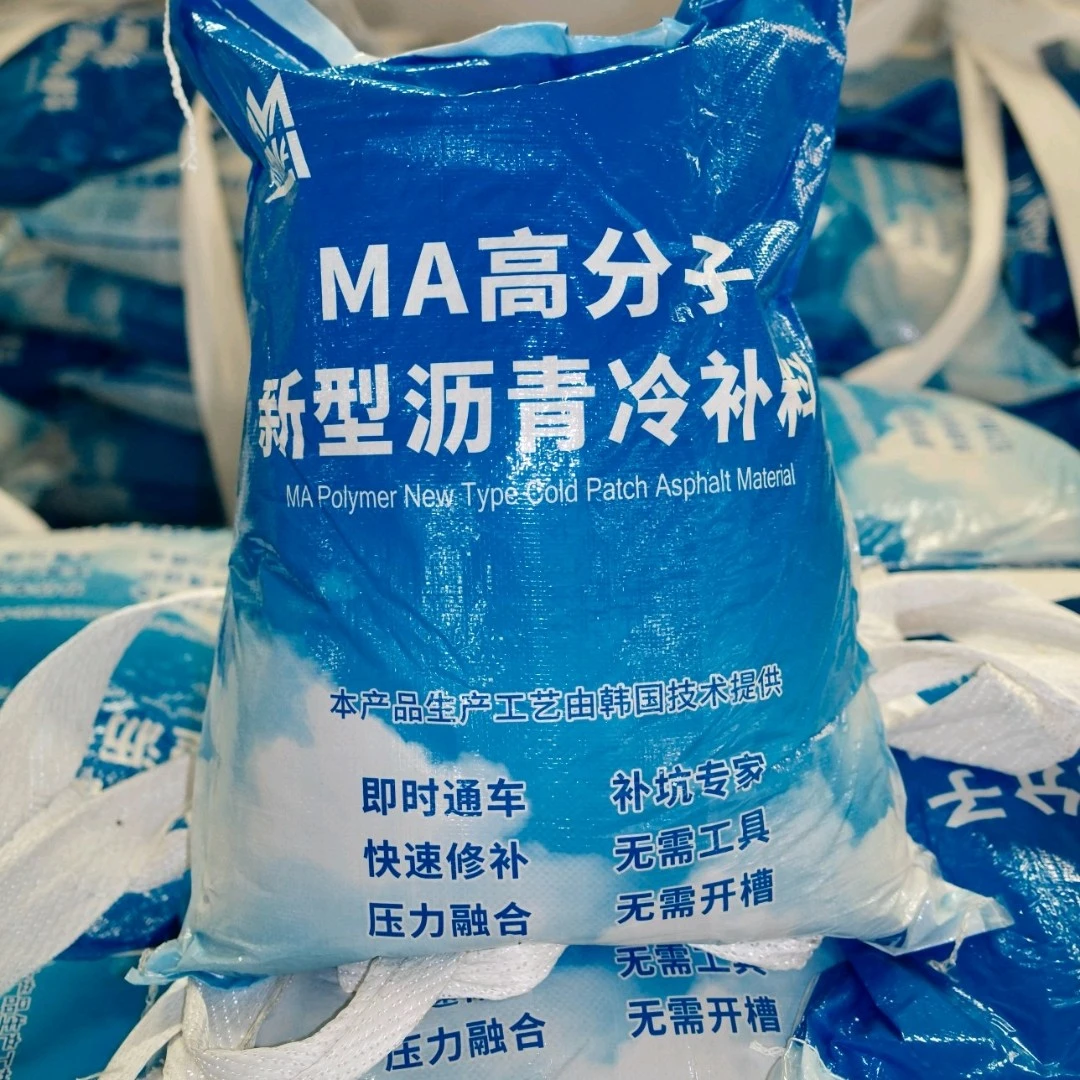 MA高分子
新型沥青冷补料
MA Polymer New Type Cold Patch Asphalt Material
本产品生产工艺由韩国技术提供
即时通车
补坑专家
快速修补
无需工具
压力融合
无需开槽
无需工具
压力融合
无需开槽